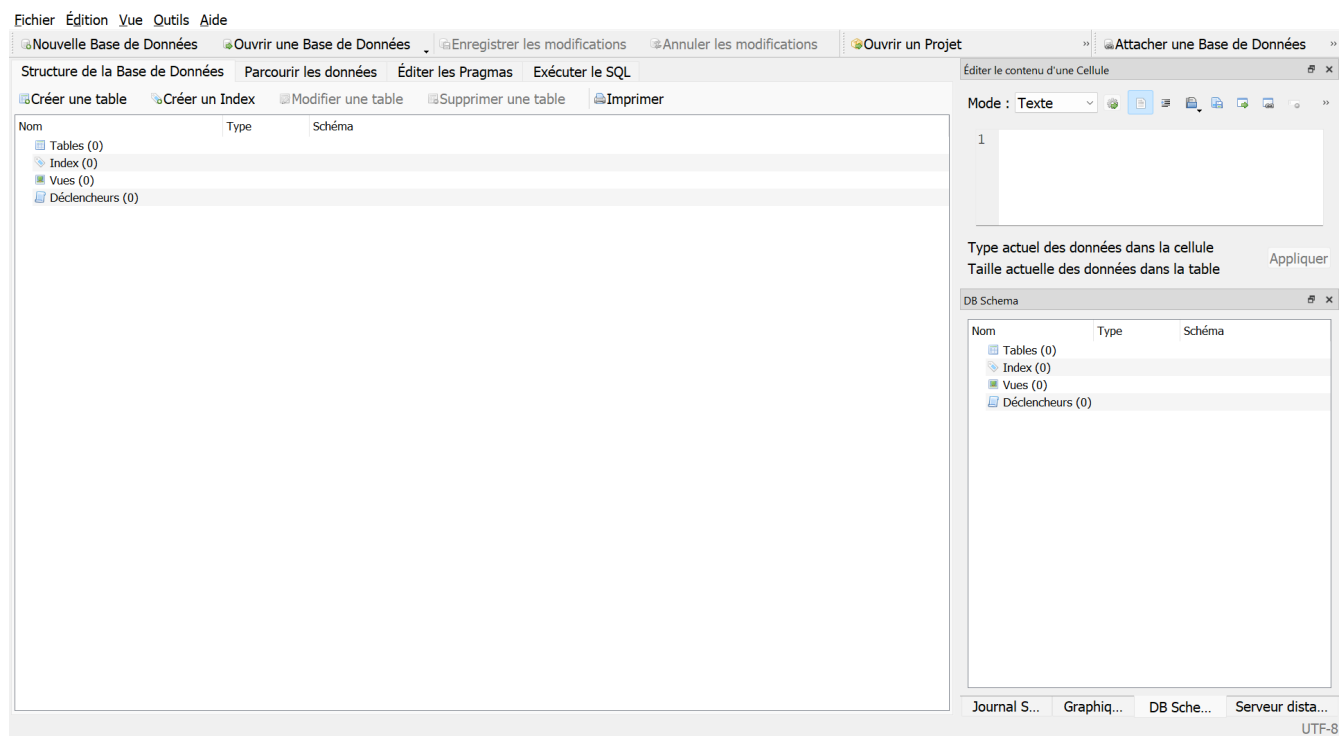 Fichier Édition Vue Outils Aide
Nouvelle Base de Données Ouvrir une Base de Données Enregistrer les modifications Annuler les modifications Ouvrir un Projet » Attacher une Base de Données »
Structure de la Base de Données Parcourir les données Éditer les Pragmas Exécuter le SQL
Créer une table Créer un Index Modifier une table Supprimer une table Imprimer
Nom Type Schéma
Tables (0)
Index (0)
Vues (0)
Déclencheurs (0)
Éditer le contenu d'une Cellule
Mode : Texte »
1
Type actuel des données dans la cellule
Taille actuelle des données dans la table
Appliquer
DB Schema
Nom Type Schéma
Tables (0)
Index (0)
Vues (0)
Déclencheurs (0)
Journal S... Graphiq... DB Sche... Serveur dista...
UTF-8